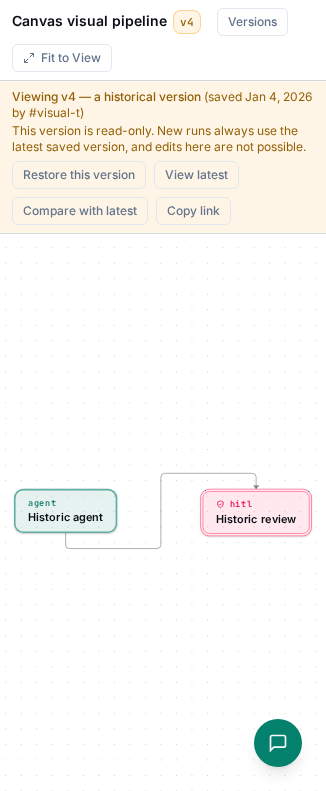 Canvas visual pipeline v4 Versions
Fit to View
Viewing v4 — a historical version (saved Jan 4, 2026
by #visual-t)
This version is read-only. New runs always use the
latest saved version, and edits here are not possible.
Restore this version View latest
Compare with latest Copy link
agent
Historic agent
hitl
Historic review